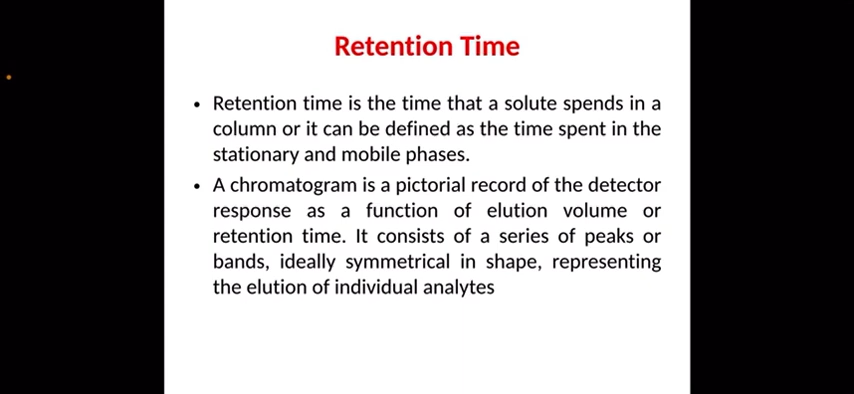 Retention Time
• Retention time is the time that a solute spends in a
column or it can be defined as the time spent in the
stationary and mobile phases.
• A chromatogram is a pictorial record of the detector
response as a function of elution volume or
retention time. It consists of a series of peaks or
bands, ideally symmetrical in shape, representing
the elution of individual analytes